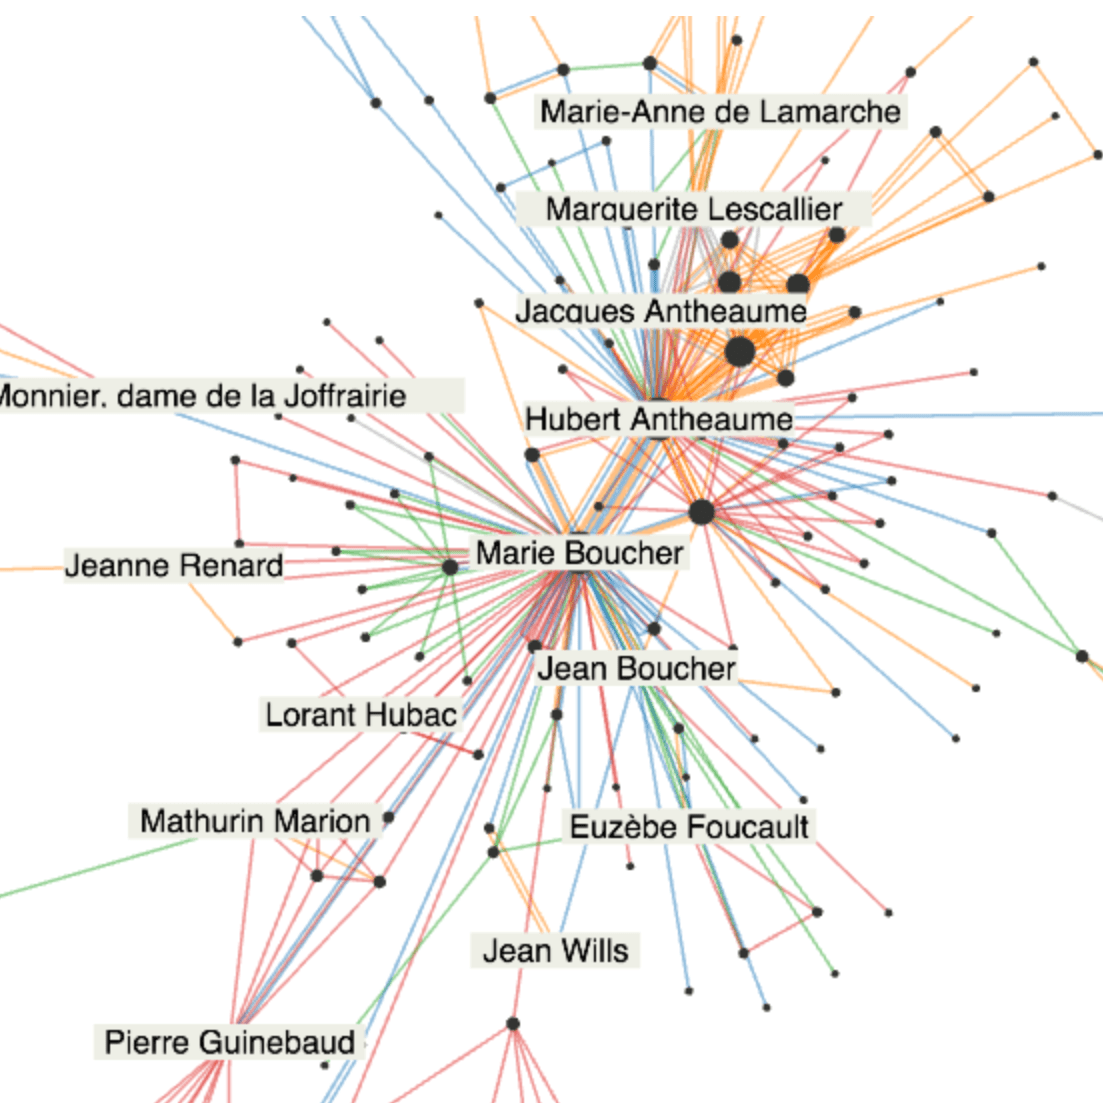 Marie-Anne de Lamarche
Marguerite Lescallier
Jacques Antheaume
Monnier. dame de la Joffrairie
Hubert Antheaume
Marie Boucher
Jeanne Renard
Jean Boucher
Lorant Hubac
Mathurin Marion
Euzèbe Foucault
Jean Wills
Pierre Guinebaud